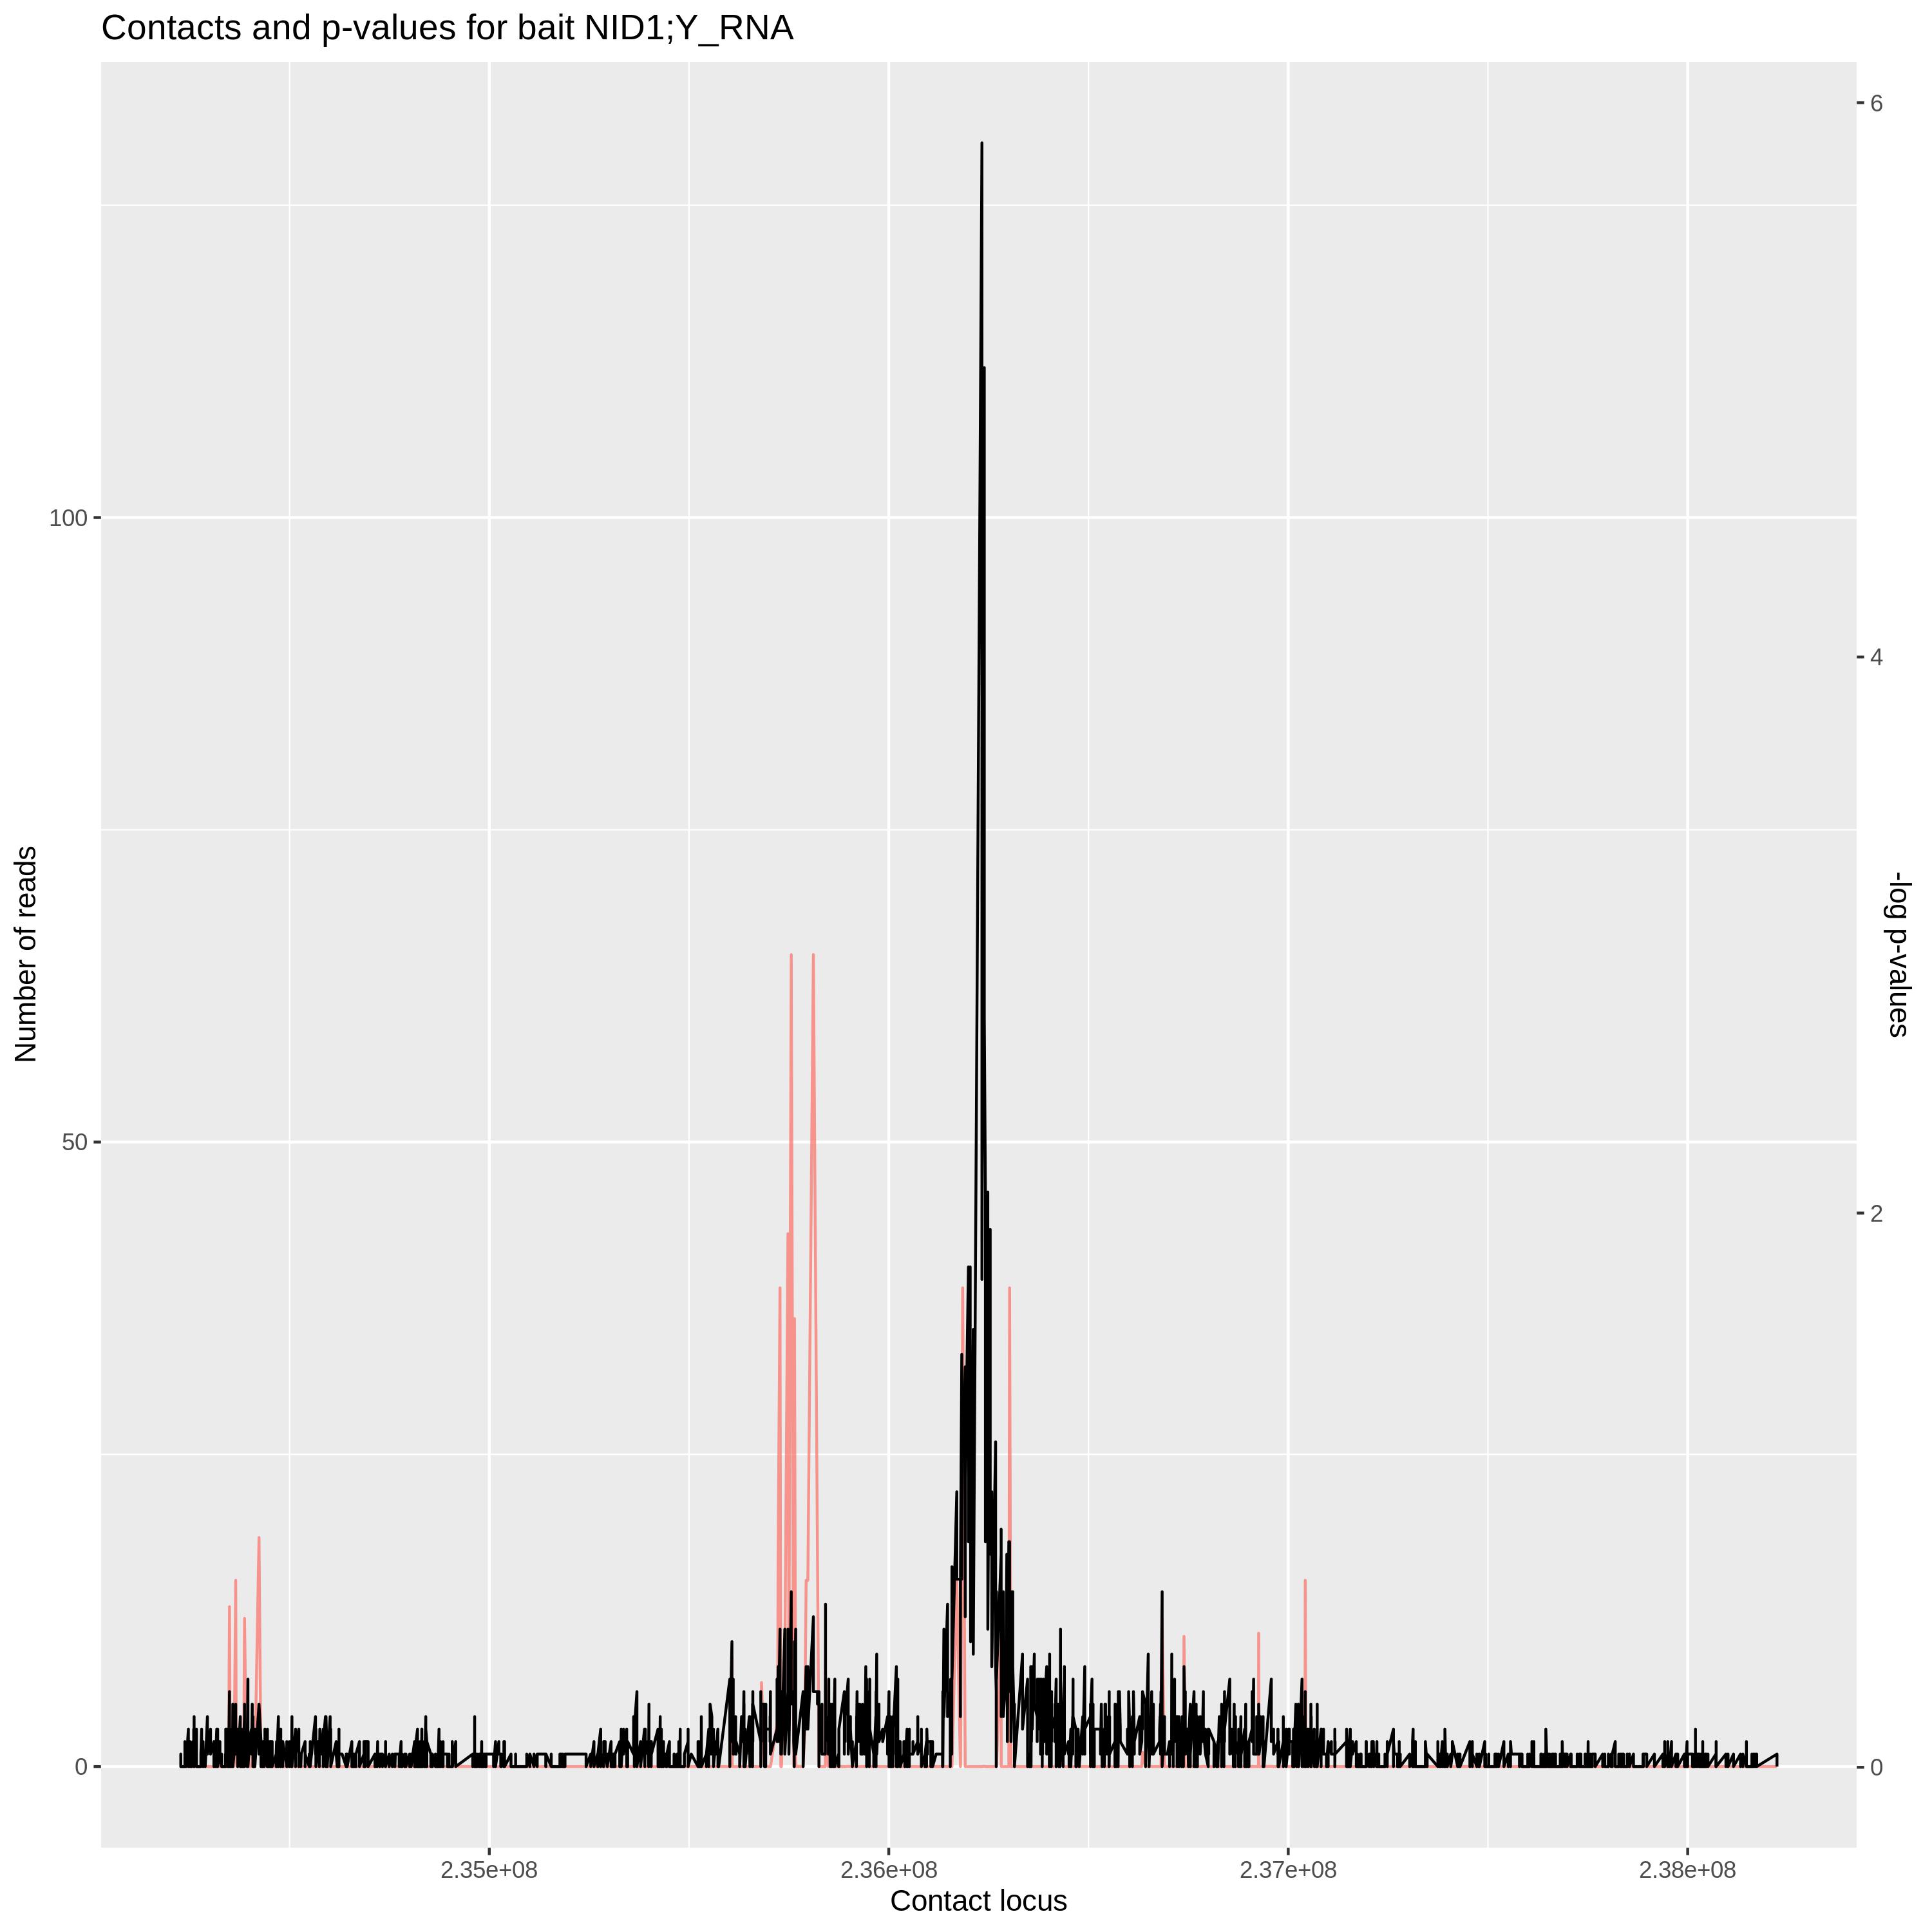 Contacts and p-values for bait NID1;Y_RNA
Number of reads
100
50
0
6
4
2
0
-log p-values
2.35e+08
2.36e+08
2.37e+08
2.38e+08
Contact locus